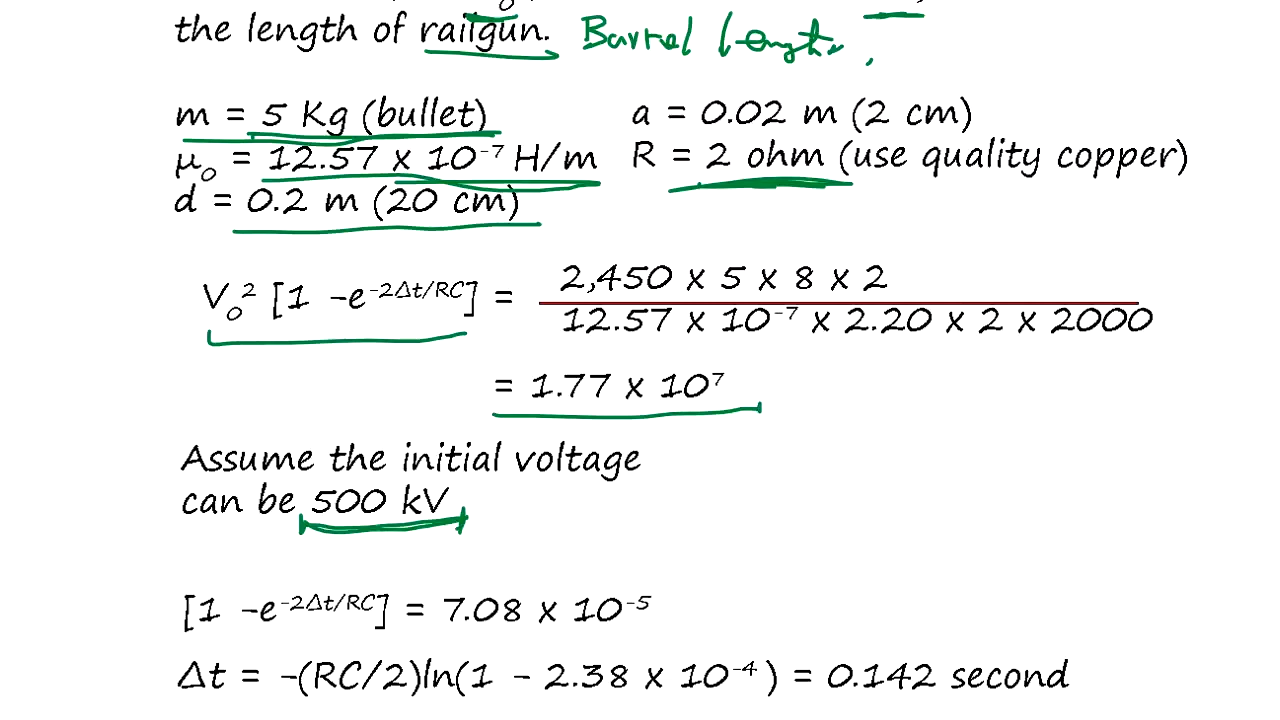 the length of railgun. Barrel length,
m = 5 Kg (bullet) a = 0.02 m (2 cm)
μo = 12.57 x 10⁻⁷ H/m R = 2 ohm (use quality copper)
d = 0.2 m (20 cm)
Vo² [1 -e⁻²ᐃᵗ/ᴿᶜ] = 2,450 x 5 x 8 x 2
12.57 x 10⁻⁷ x 2.20 x 2 x 2000
= 1.77 x 10⁷
Assume the initial voltage
can be 500 kV
[1 -e⁻²ᐃᵗ/ᴿᶜ] = 7.08 x 10⁻⁵
Δt = -(RC/2)ln(1 - 2.38 x 10⁻⁴) = 0.142 second